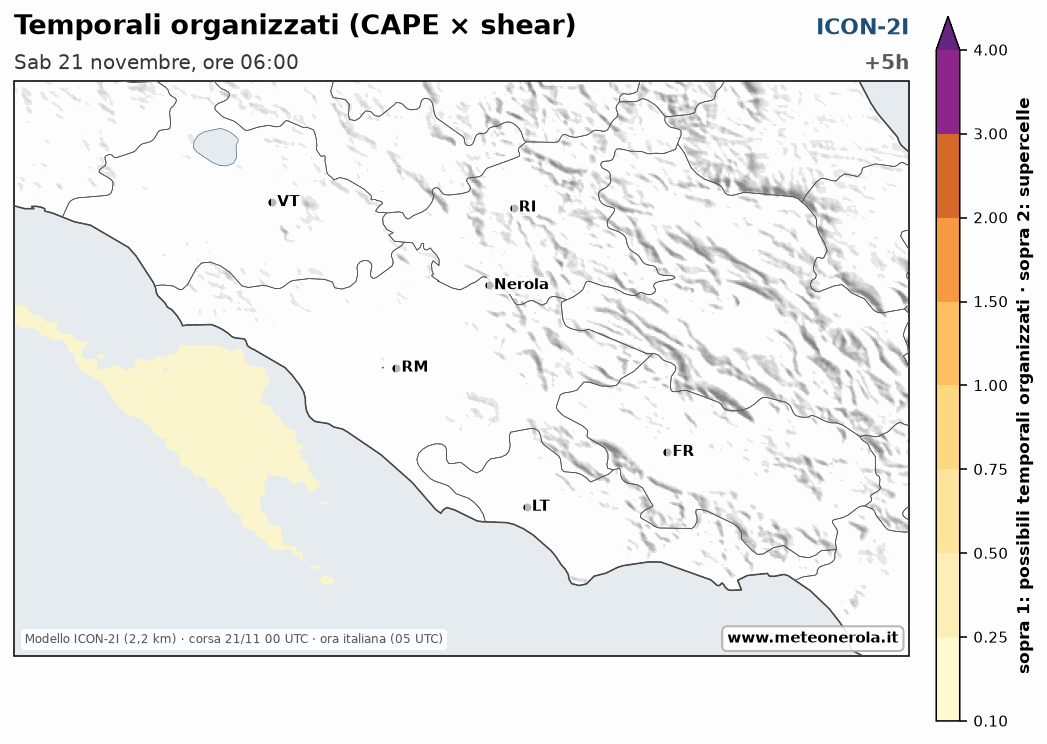 Temporali organizzati (CAPE × shear)
ICON-2I
Sab 21 novembre, ore 06:00
+5h
VT
RI
Nerola
RM
FR
LT
Modello ICON-2I (2,2 km) · corsa 21/11 00 UTC · ora italiana (05 UTC)
www.meteonerola.it
4.00
3.00
2.00
1.50
1.00
0.75
0.50
0.25
0.10
sopra 1: possibili temporali organizzati · sopra 2: supercelle